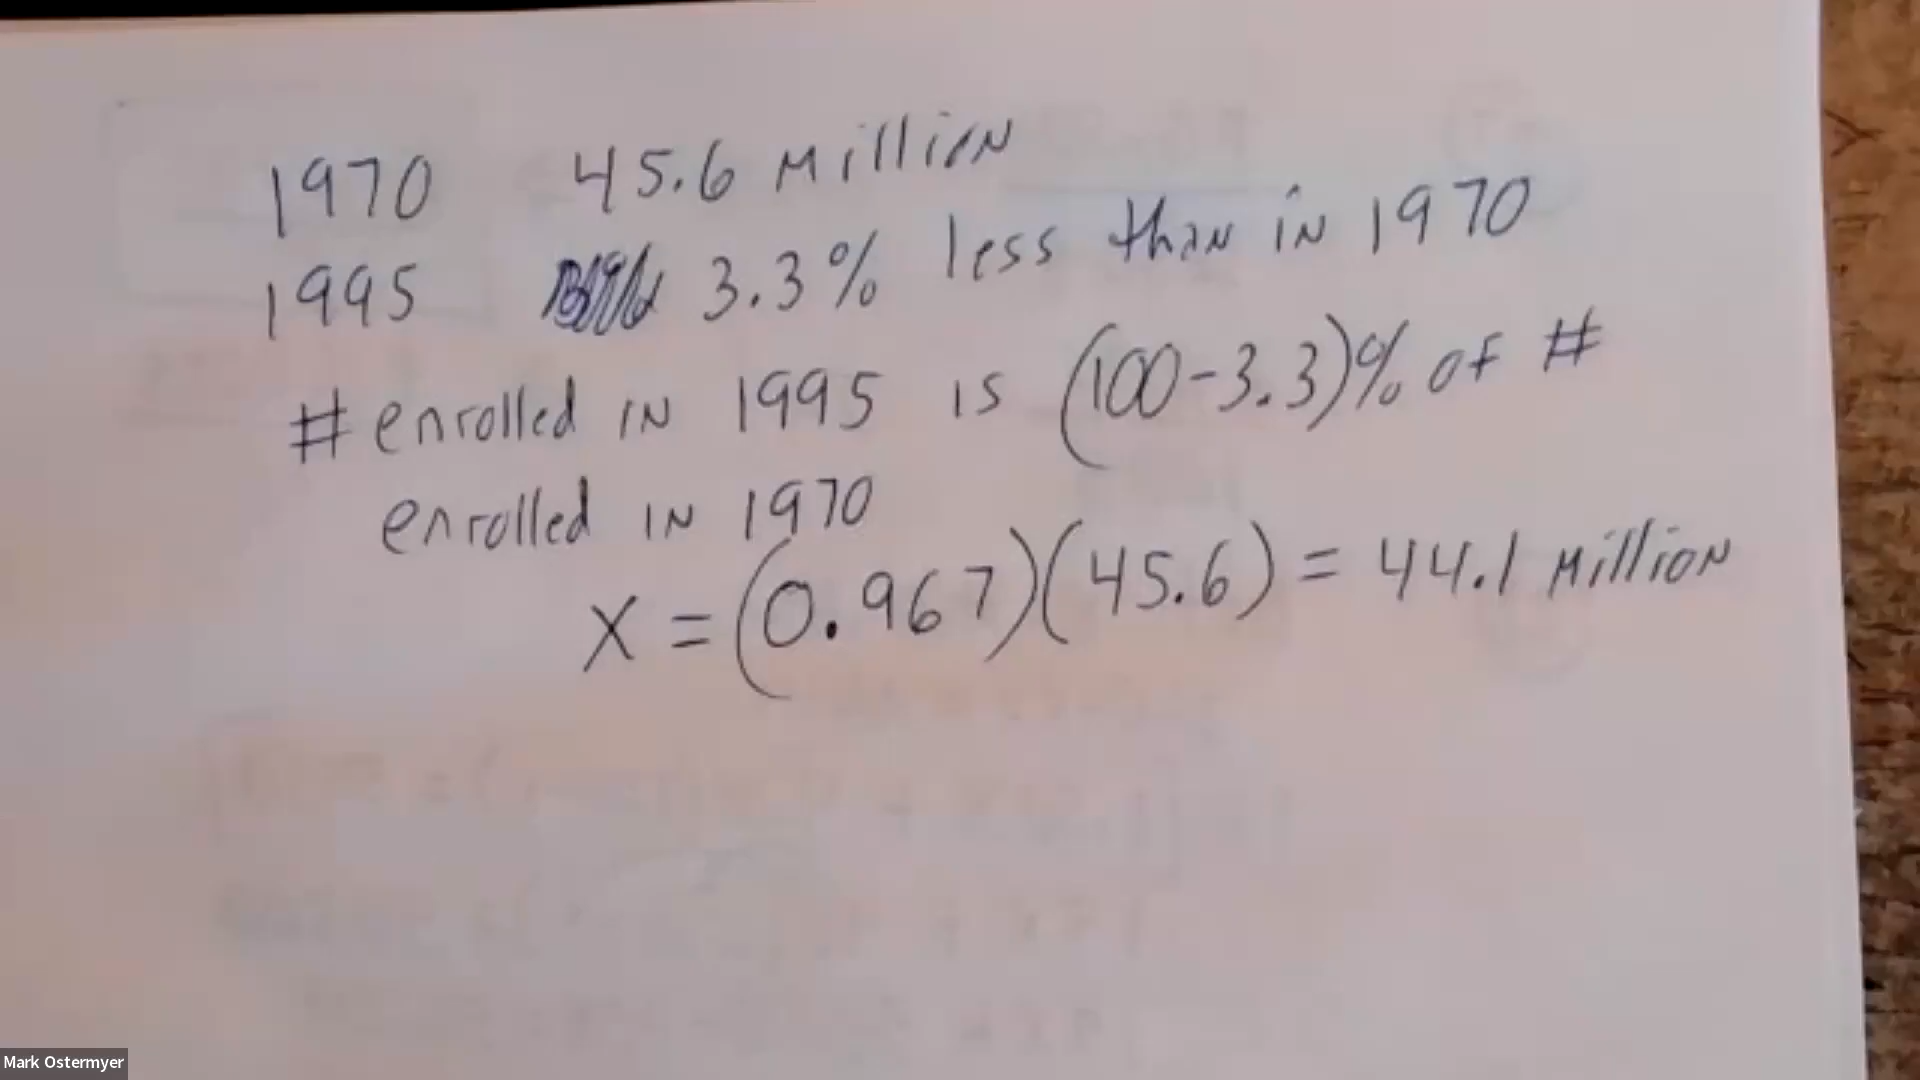 1970 45.6 Million
1995 3.3% less than in 1970
# enrolled in 1995 is (100-3.3)% of #
enrolled in 1970
X = (0.967)(45.6) = 44.1 Million
Mark Ostermyer